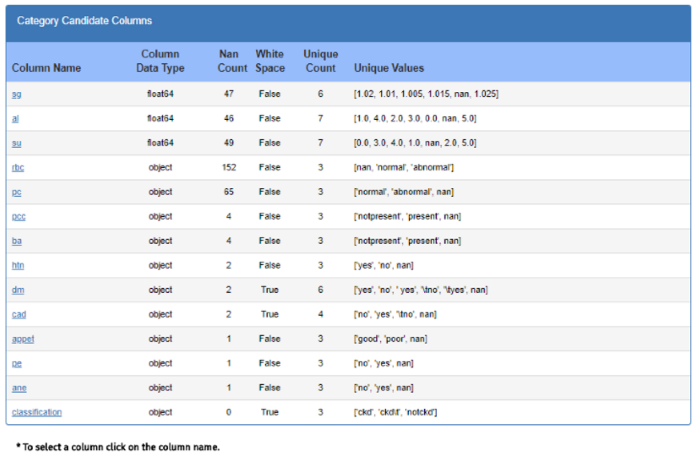 Category Candidate Columns
Column Name Column Data Type Nan Count White Space Unique Count Unique Values
sg float64 47 False 6 [1.02, 1.01, 1.005, 1.015, nan, 1.025]
al float64 46 False 7 [1.0, 4.0, 2.0, 3.0, 0.0, nan, 5.0]
su float64 49 False 7 [0.0, 3.0, 4.0, 1.0, nan, 2.0, 5.0]
rbc object 152 False 3 [nan, 'normal', 'abnormal']
pc object 65 False 3 ['normal', 'abnormal', nan]
pcc object 4 False 3 ['notpresent', 'present', nan]
ba object 4 False 3 ['notpresent', 'present', nan]
htn object 2 False 3 ['yes', 'no', nan]
dm object 2 True 6 ['yes', 'no', ' yes', '\tno', '\tyes', nan]
cad object 2 True 4 ['no', 'yes', '\tno', nan]
appet object 1 False 3 ['good', 'poor', nan]
pe object 1 False 3 ['no', 'yes', nan]
ane object 1 False 3 ['no', 'yes', nan]
classification object 0 True 3 ['ckd', 'ckd\t', 'notckd']
* To select a column click on the column name.